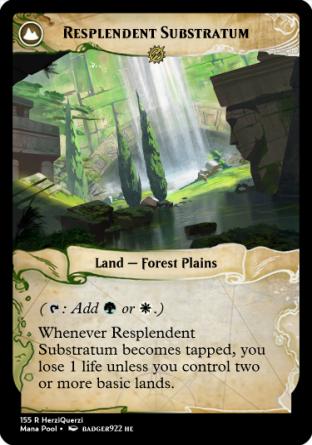 RESPLENDENT SUBSTRATUM
Land — Forest Plains
(: Add  or .)
Whenever Resplendent
Substratum becomes tapped, you
lose 1 life unless you control two
or more basic lands.
155 R HerziQuerzi
Mana Pool • BADGER922 HE